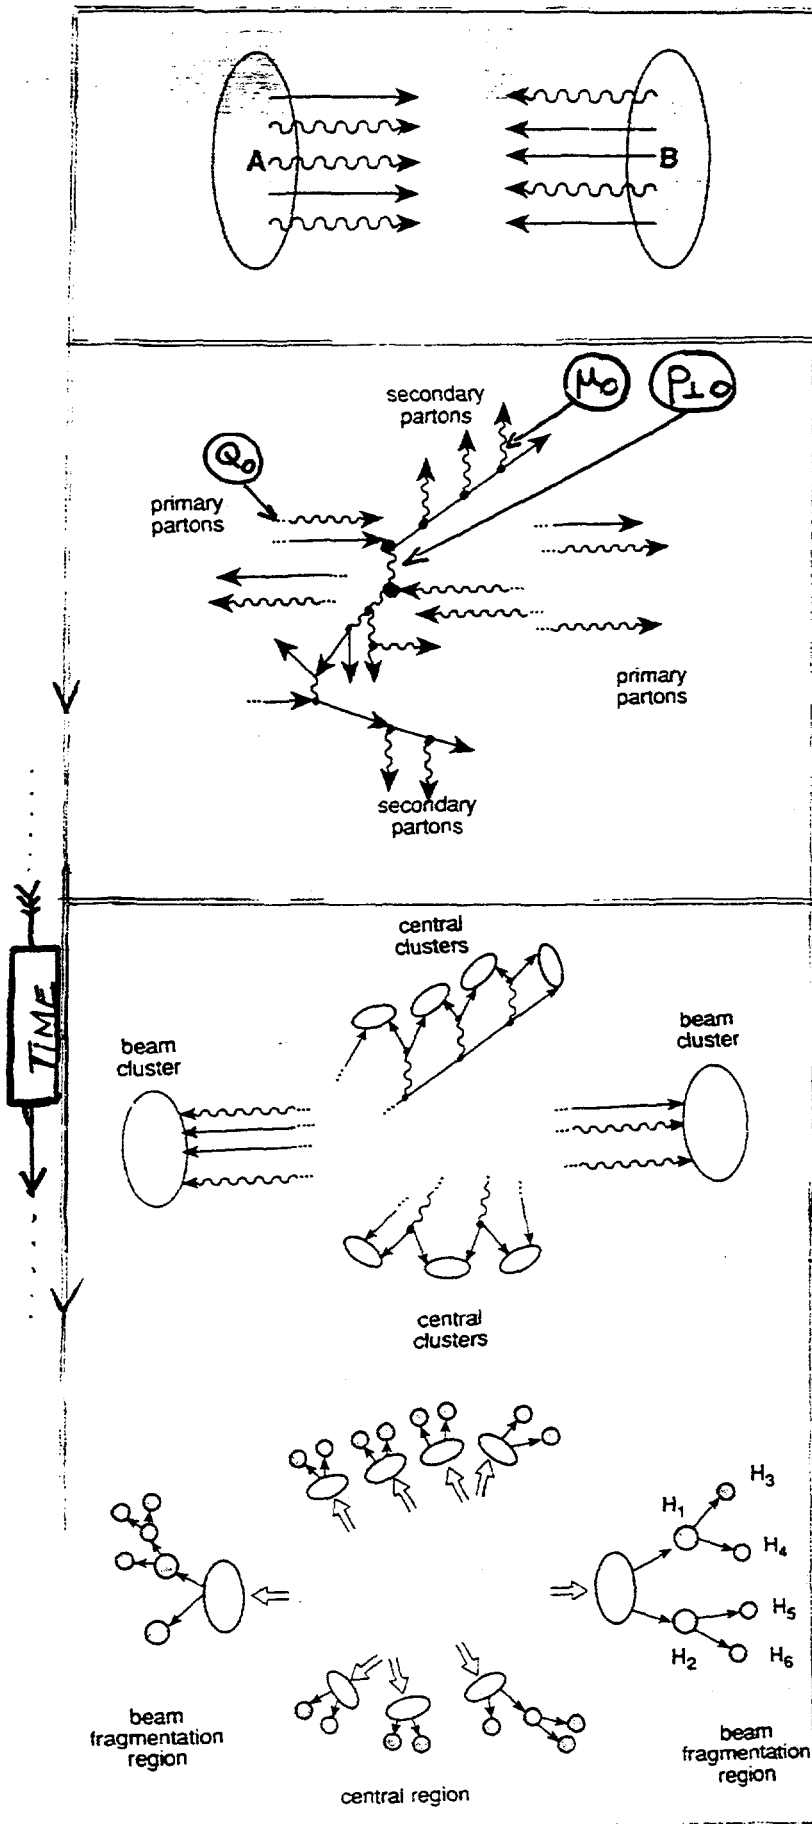 A
B
μ₀
p⊥₀
secondary
partons
Q₀
primary
partons
primary
partons
secondary
partons
central
clusters
TIME
beam
cluster
beam
cluster
central
clusters
H₃
H₁
H₄
H₅
H₂
H₆
beam
fragmentation
region
central region
beam
fragmentation
region